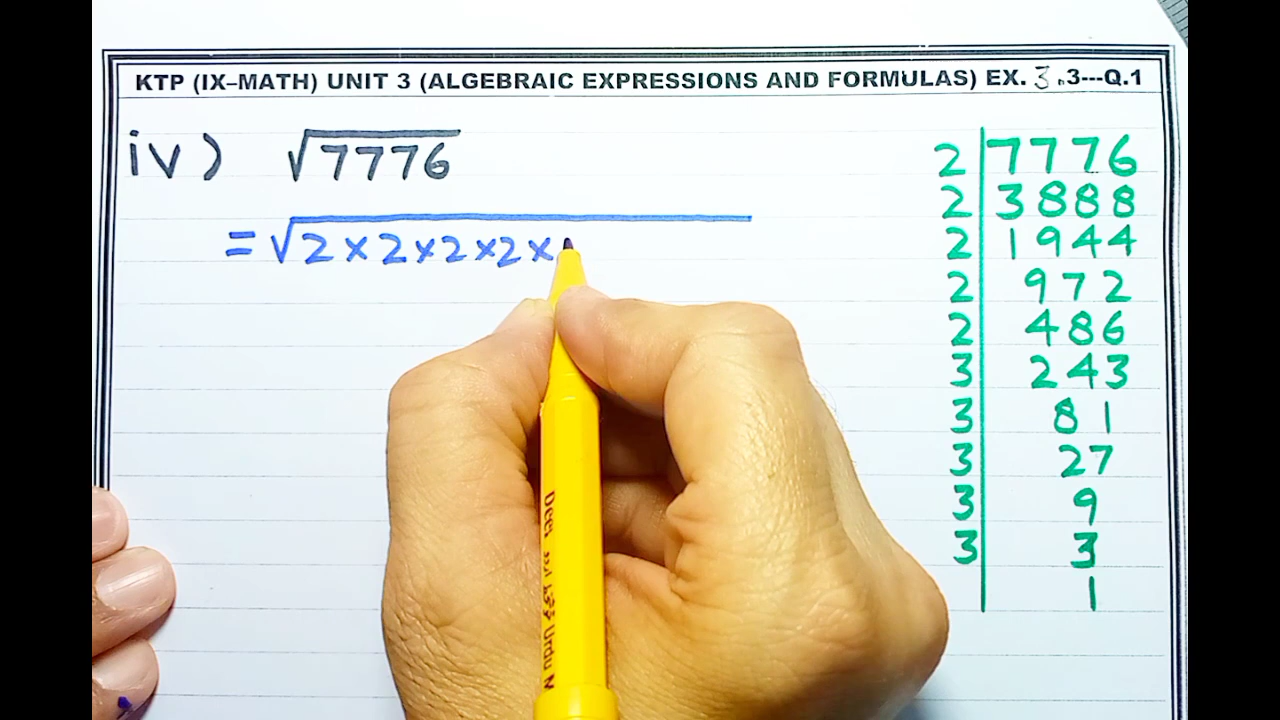 KTP (IX–MATH) UNIT 3 (ALGEBRAIC EXPRESSIONS AND FORMULAS) EX. 3.3---Q.1
iv) √7776
= √2×2×2×2×
2 | 7776
2 | 3888
2 | 1944
2 | 972
2 | 486
3 | 243
3 | 81
3 | 27
3 | 9
3 | 3
| 1